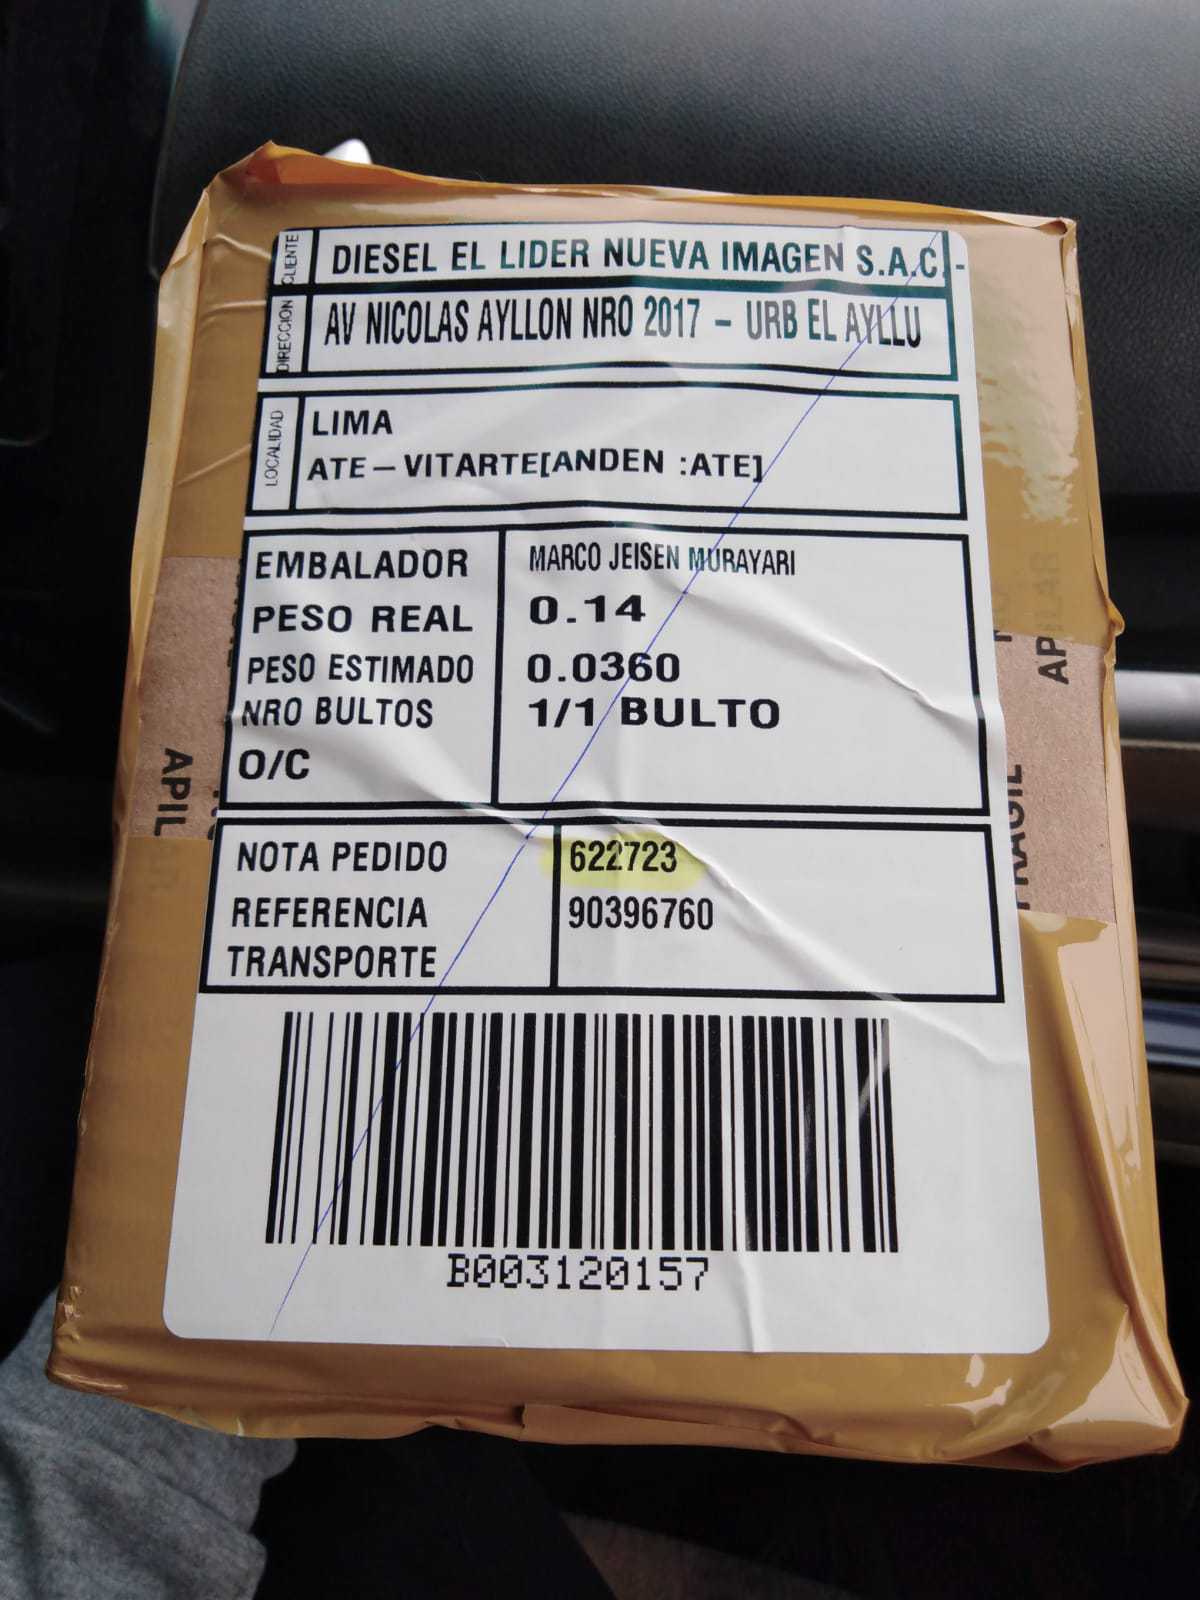 CLIENTE DIESEL EL LIDER NUEVA IMAGEN S.A.C.-
DIRECCION AV NICOLAS AYLLON NRO 2017 - URB EL AYLLU
LOCALIDAD LIMA
ATE-VITARTE[ANDEN :ATE]
EMBALADOR MARCO JEISEN MURAYARI
PESO REAL 0.14
PESO ESTIMADO 0.0360
NRO BULTOS 1/1 BULTO
O/C
NOTA PEDIDO 622723
REFERENCIA 90396760
TRANSPORTE
B003120157
APIL
APILAR
FRAGIL